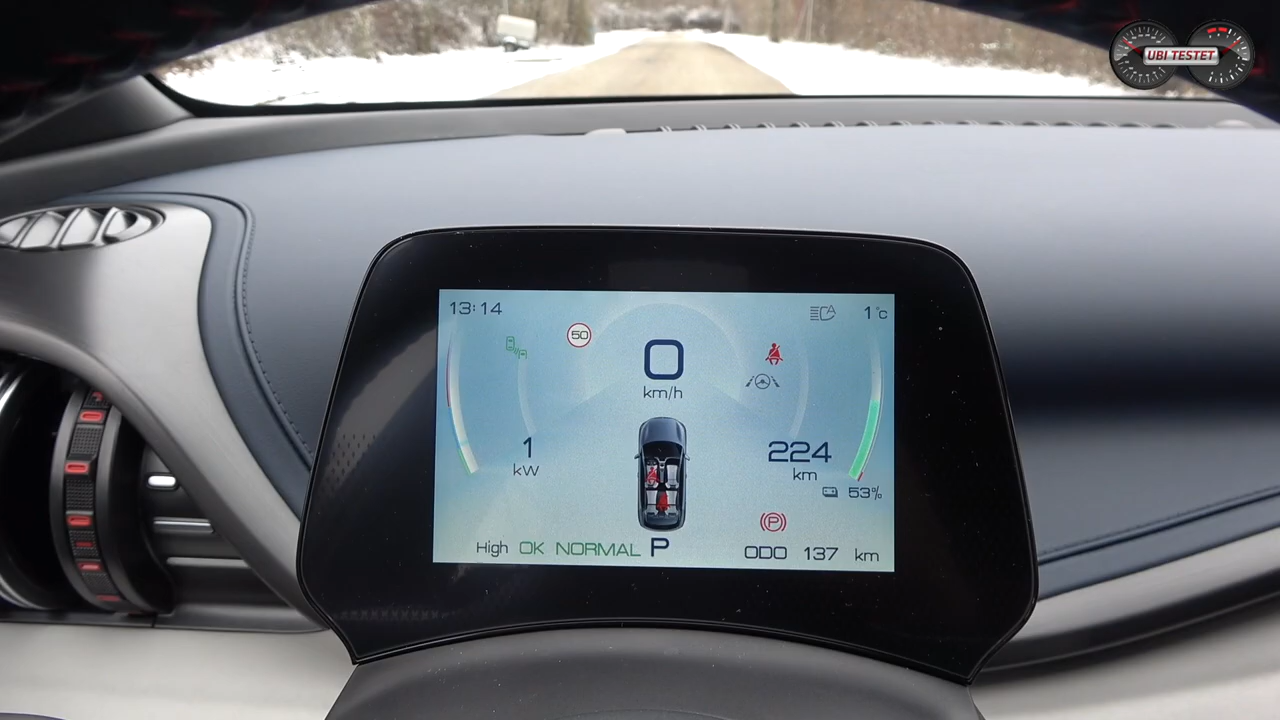 UBI TESTET
13:14
A
1°c
50
0
km/h
1
kW
224
km
53%
P
High OK NORMAL P
ODO 137 km